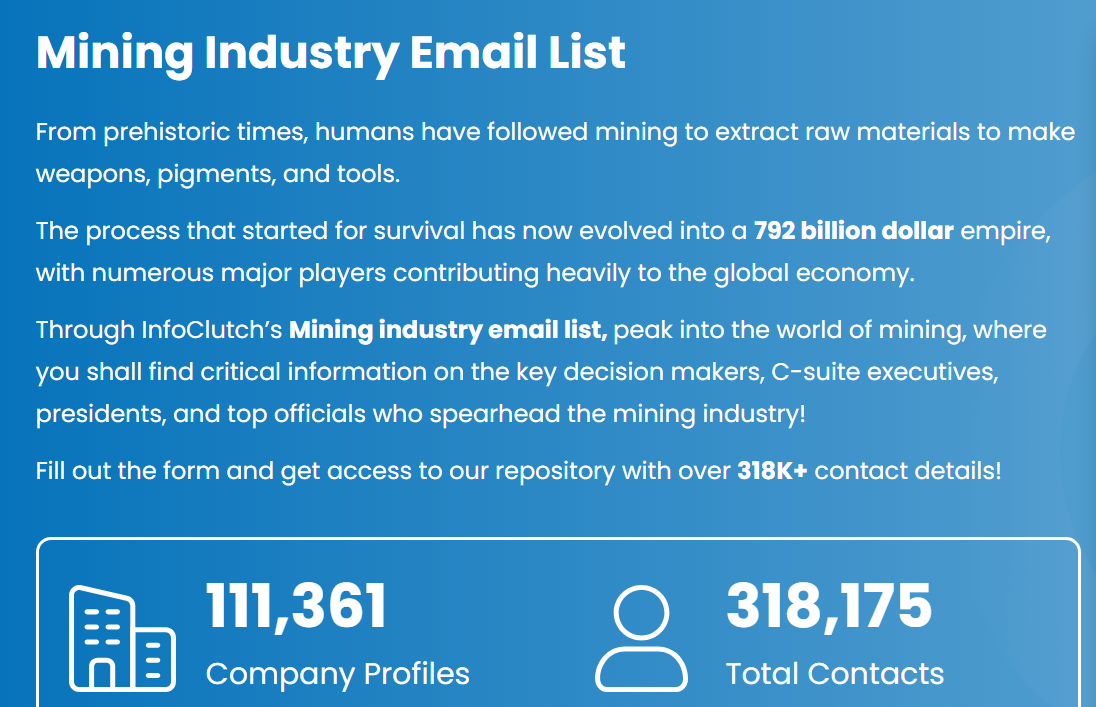 Mining Industry Email List
From prehistoric times, humans have followed mining to extract raw materials to make
weapons, pigments, and tools.
The process that started for survival has now evolved into a 792 billion dollar empire,
with numerous major players contributing heavily to the global economy.
Through InfoClutch’s Mining industry email list, peak into the world of mining, where
you shall find critical information on the key decision makers, C-suite executives,
presidents, and top officials who spearhead the mining industry!
Fill out the form and get access to our repository with over 318K+ contact details!
111,361
Company Profiles
318,175
Total Contacts